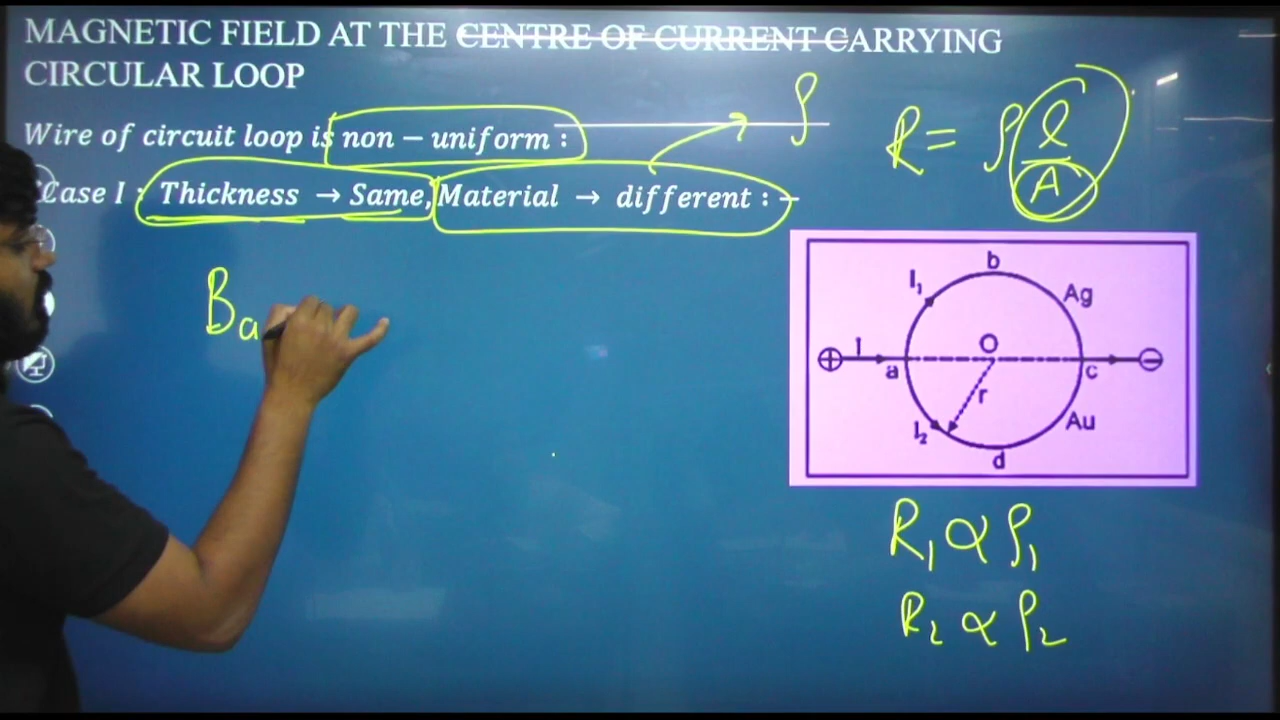 MAGNETIC FIELD AT THE CENTRE OF CURRENT CARRYING
CIRCULAR LOOP
Wire of circuit loop is non – uniform :
Case I : Thickness → Same, Material → different : –
ρ
R = ρ l
A
b
I₁
Ag
I
O
a
c
r
I₂
Au
d
Ba
R₁ α ρ₁
R₂ α ρ₂